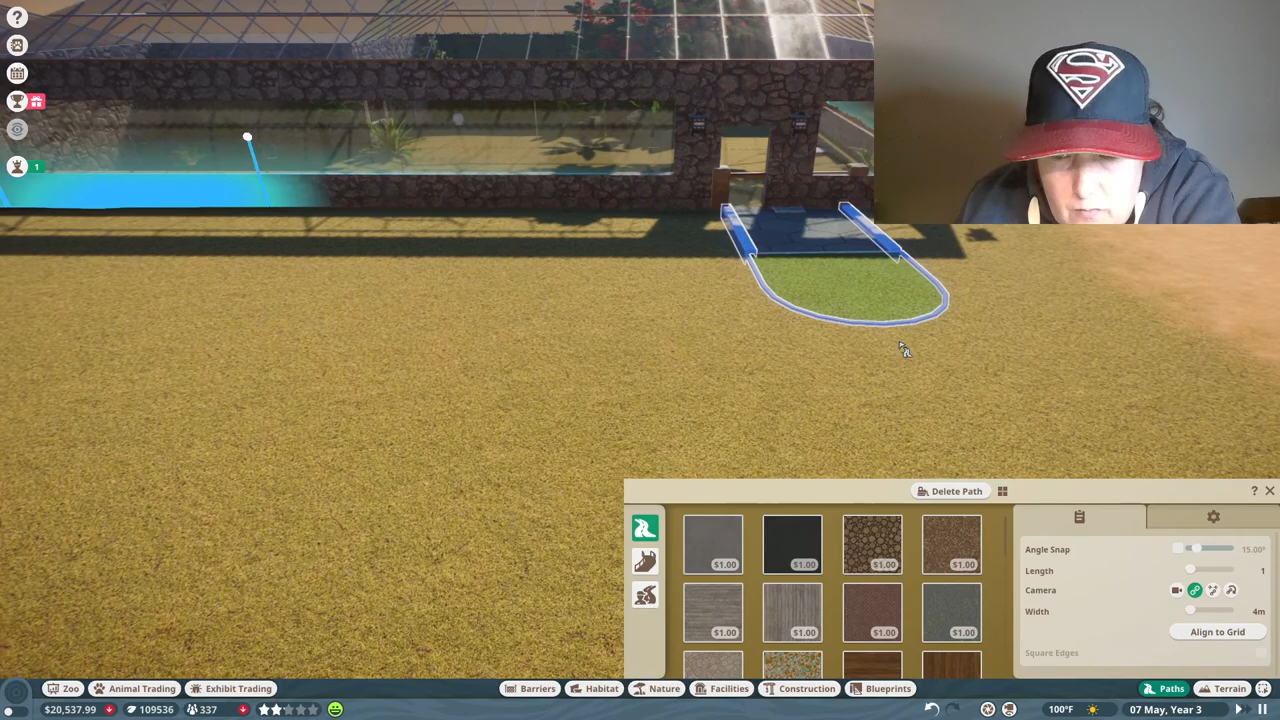 ?
1
Delete Path
?
$1.00 $1.00 $1.00 $1.00
$1.00 $1.00 $1.00 $1.00
Angle Snap 15.00°
Length 1
Camera
Width 4m
Align to Grid
Square Edges
Zoo Animal Trading Exhibit Trading Barriers Habitat Nature Facilities Construction Blueprints Paths Terrain
$20,537.99 109536 337 100°F 07 May, Year 3